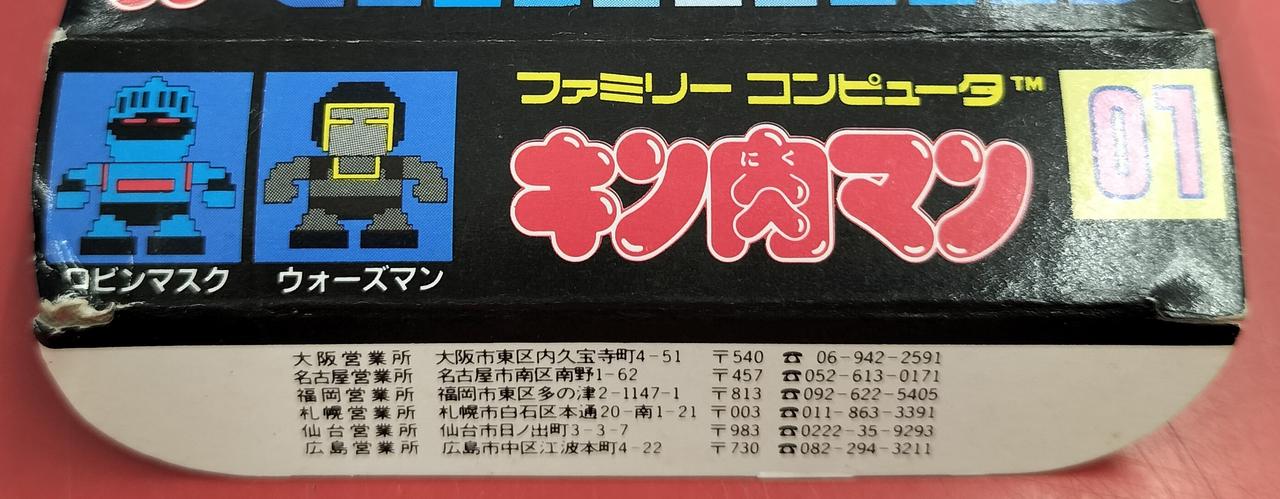 ファミリー コンピュータ™
01
キン肉マン
にく
ロビンマスク
ウォーズマン
大阪営業所 大阪市東区内久宝寺町4-51 〒540 ☎ 06-942-2591
名古屋営業所 名古屋市南区南野1-62 〒457 ☎052-613-0171
福岡営業所 福岡市東区多の津2-1147-1 〒813 ☎092-622-5405
札幌営業所 札幌市白石区本通20-南1-21 〒003 ☎011-863-3391
仙台営業所 仙台市日ノ出町3-3-7 〒983 ☎0222-35-9293
広島営業所 広島市中区江波本町4-22 〒730 ☎082-294-3211